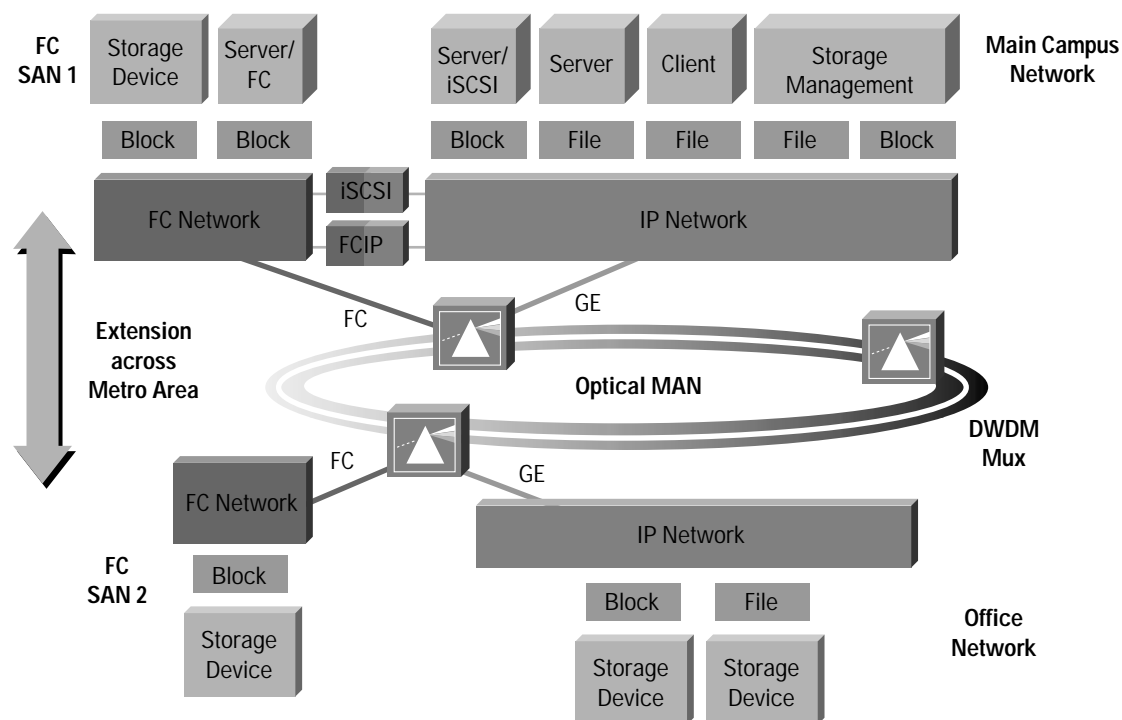 FC
SAN 1
Storage
Device
Server/
FC
Server/
iSCSI
Server
Client
Storage
Management
Main Campus
Network
Block
Block
Block
File
File
File
Block
FC Network
iSCSI
FCIP
IP Network
FC
GE
Extension
across
Metro Area
Optical MAN
DWDM
Mux
FC
GE
FC Network
IP Network
FC
SAN 2
Block
Storage
Device
Block
File
Storage
Device
Storage
Device
Office
Network